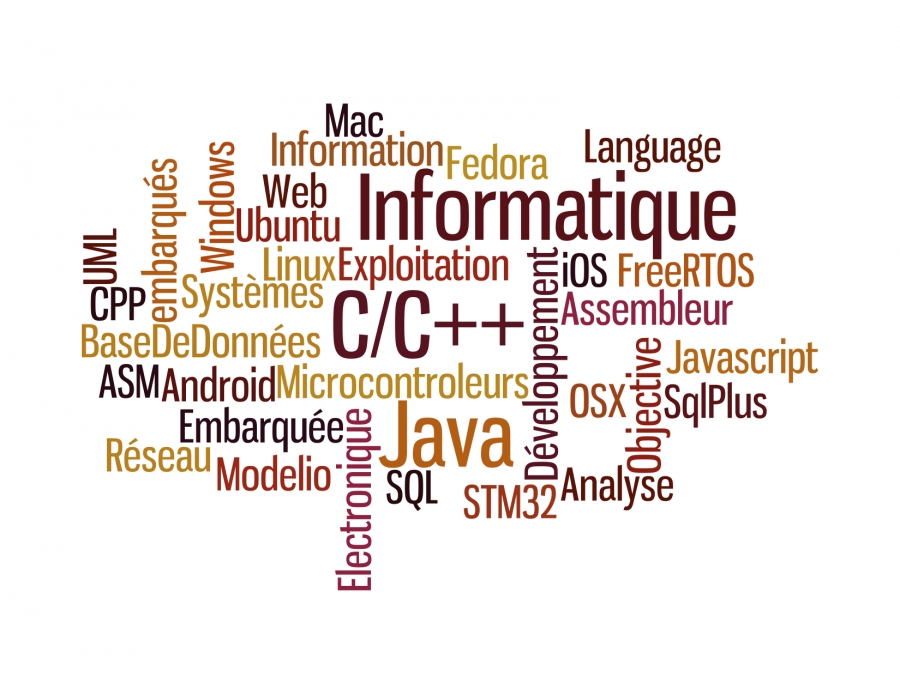 Mac
Information
Fedora
Language
Web
Informatique
Windows
embarqués
Ubuntu
UML
Linux
Exploitation
iOS
FreeRTOS
Systèmes
CPP
C/C++
Développement
Assembleur
BaseDeDonnées
Javascript
Objective
ASM
Android
Microcontroleurs
OSX
SqlPlus
Embarquée
Java
Electronique
Réseau
Modelio
SQL
STM32
Analyse